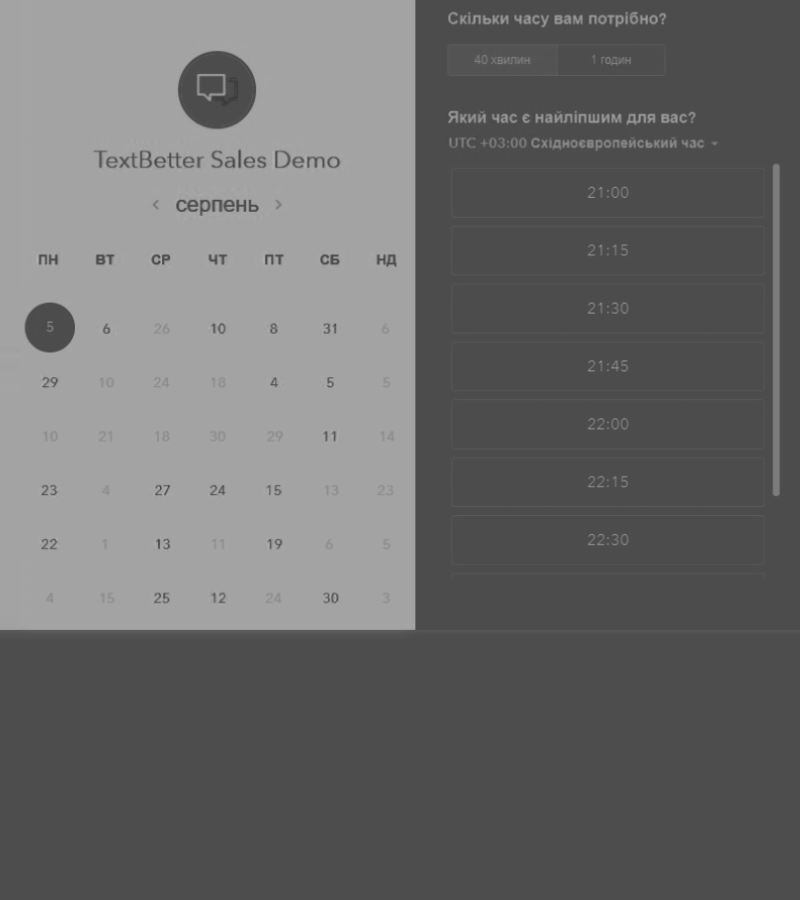 TextBetter Sales Demo
‹ серпень ›
ПН ВТ СР ЧТ ПТ СБ НД
5 6 26 10 8 31 6
29 10 24 18 4 5 5
10 21 18 30 29 11 14
23 4 27 24 15 13 23
22 1 13 11 19 6 5
4 15 25 12 24 30 3
Скільки часу вам потрібно?
40 хвилин 1 годин
Який час є найліпшим для вас?
UTC +03:00 Східноєвропейський час
21:00
21:15
21:30
21:45
22:00
22:15
22:30